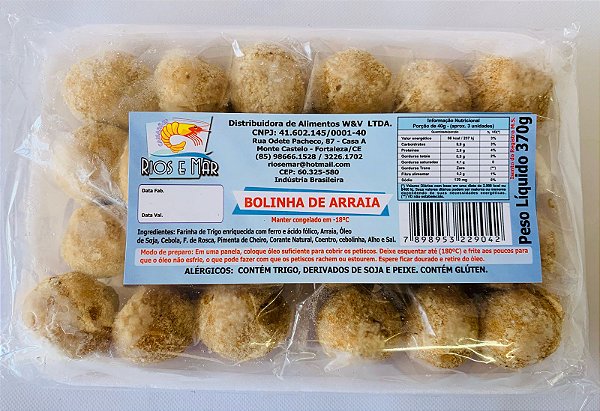 RIOS E MAR
Data Fab.
Data Val.
Distribuidora de Alimentos W&V LTDA.
CNPJ: 41.602.145/0001-40
Rua Odete Pacheco, 87 - Casa A
Monte Castelo - Fortaleza/CE
(85) 98666.1528 / 3226.1702
riosemar@hotmail.com
CEP: 60.325-580
Indústria Brasileira
BOLINHA DE ARRAIA
Manter congelado em -18°C
Informação Nutricional
Porção de 40g - (aprox. 2 unidades)
Valor energético
Carboidratos
Proteínas
Gorduras totais
Gorduras saturadas
Gorduras Trans
Fibra alimentar
Sódio
7 898953 229042
Peso Líquido 370g
Ingredientes: Farinha de Trigo enriquecida com ferro e ácido fólico, Arraia, Óleo
de Soja, Cebola, F. de Rosca, Pimenta de Cheiro, Corante Natural, Coentro, cebolinha, Alho e Sal.
Modo de preparo: Em uma panela, coloque óleo suficiente para cobrir os petiscos. Deixe esquentar até (180ºC) e frite aos poucos para
que o óleo não esfrie, o que pode fazer com que os petiscos rachem ou estourem. Espere ficar dourado e retire do óleo.
ALÉRGICOS: CONTÉM TRIGO, DERIVADOS DE SOJA E PEIXE. CONTÉM GLÚTEN.